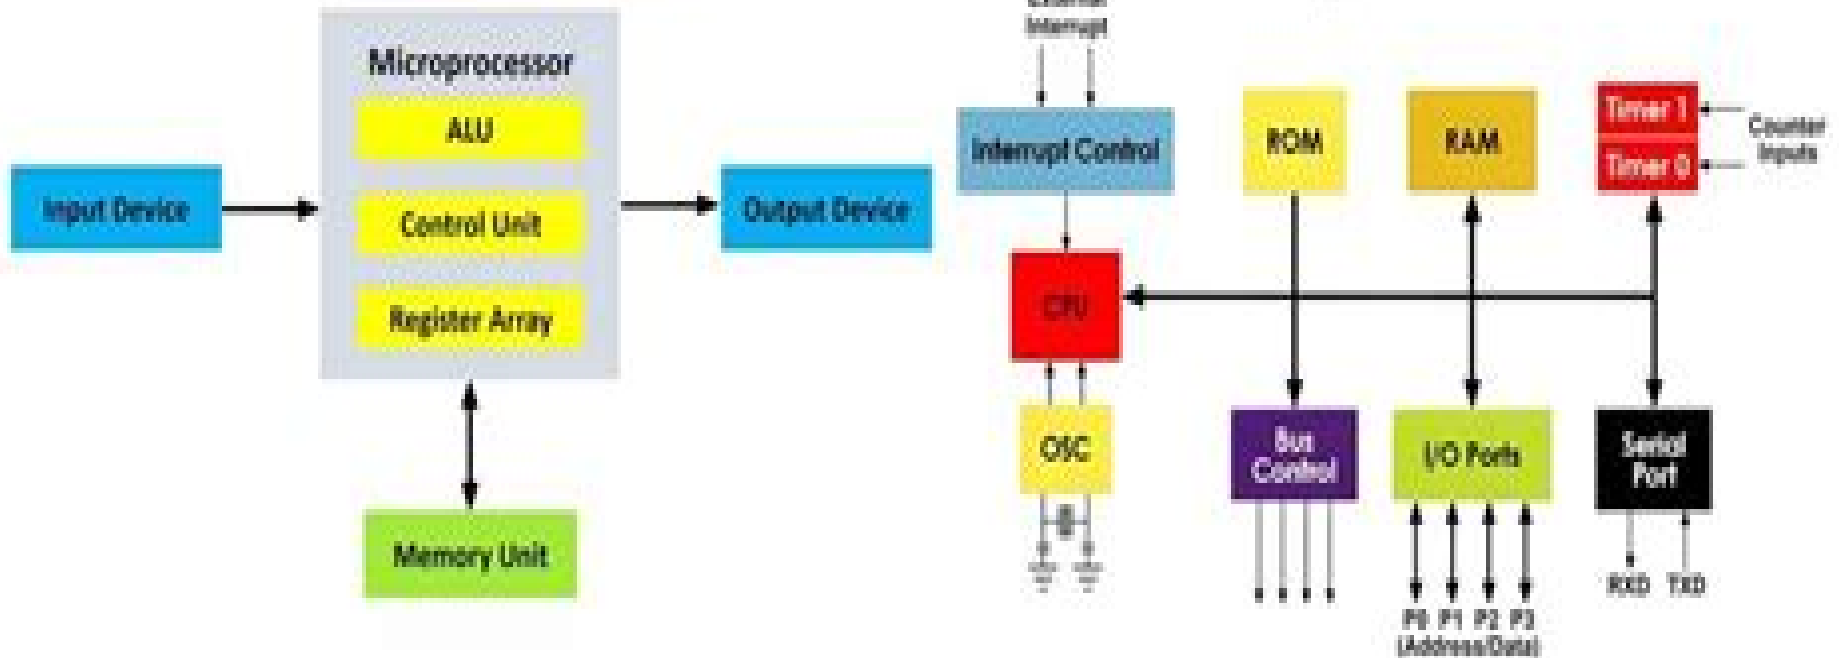 Microprocessor
ALU
Control Unit
Register Array
Input Device
Output Device
Memory Unit
External
Interrupt
Interrupt Control
ROM
RAM
Timer 1
Timer 0
Counter
Inputs
CPU
OSC
Bus
Control
I/O Ports
Serial
Port
RXD TXD
P0 P1 P2 P3
(Address/Data)